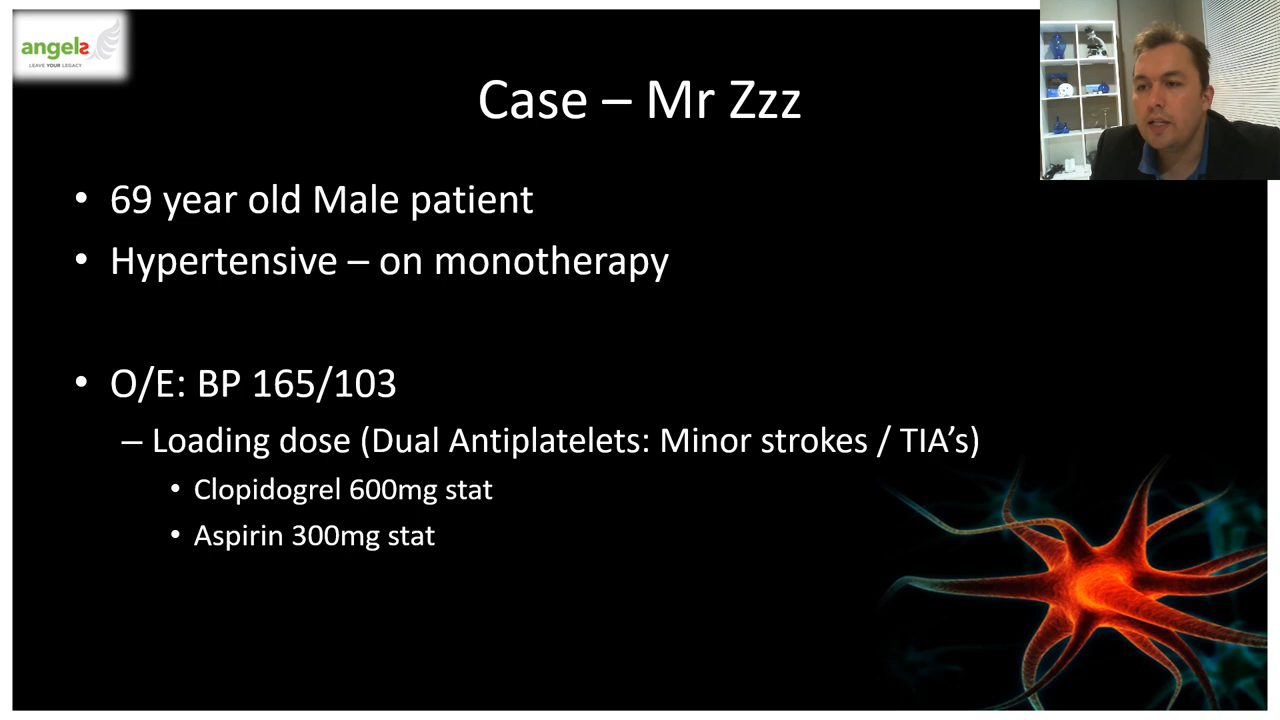 angels
LEAVE YOUR LEGACY
Case – Mr Zzz
• 69 year old Male patient
• Hypertensive – on monotherapy
• O/E: BP 165/103
– Loading dose (Dual Antiplatelets: Minor strokes / TIA’s)
• Clopidogrel 600mg stat
• Aspirin 300mg stat